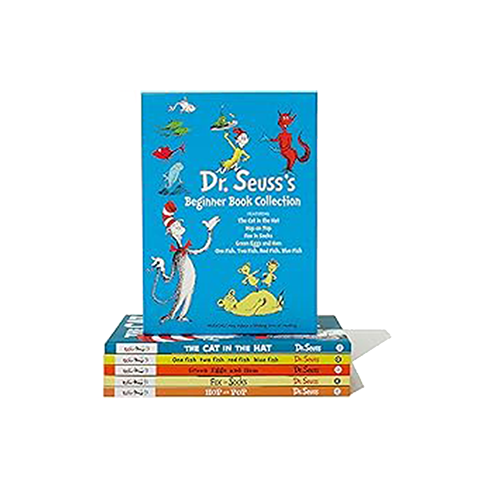 Dr. Seuss's
Beginner Book Collection
FEATURING
The Cat in the Hat
Hop on Pop
Fox in Socks
Green Eggs and Ham
One Fish, Two Fish, Red Fish, Blue Fish
THE CAT IN THE HAT Dr. Seuss
One fish two fish red fish blue fish Dr. Seuss
Green Eggs and Ham Dr. Seuss
Fox in Socks Dr. Seuss
HOP ON POP Dr. Seuss